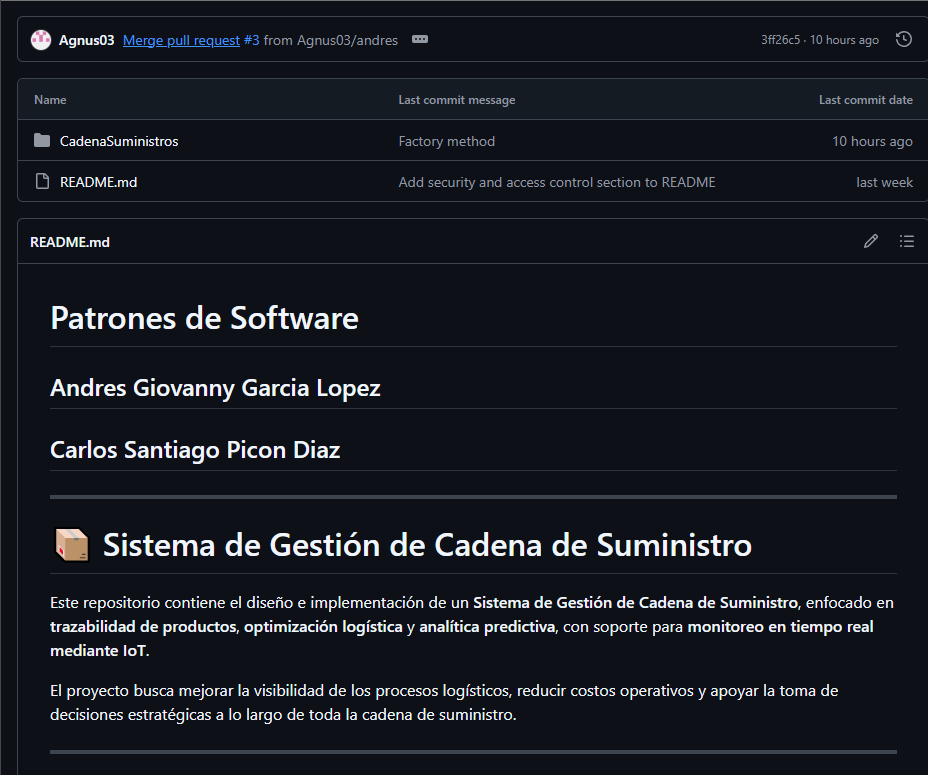 Agnus03 Merge pull request #3 from Agnus03/andres 3ff26c5 · 10 hours ago
Name Last commit message Last commit date
CadenaSuministros Factory method 10 hours ago
README.md Add security and access control section to README last week
README.md
Patrones de Software
Andres Giovanny Garcia Lopez
Carlos Santiago Picon Diaz
Sistema de Gestión de Cadena de Suministro
Este repositorio contiene el diseño e implementación de un Sistema de Gestión de Cadena de Suministro, enfocado en
trazabilidad de productos, optimización logística y analítica predictiva, con soporte para monitoreo en tiempo real
mediante IoT.
El proyecto busca mejorar la visibilidad de los procesos logísticos, reducir costos operativos y apoyar la toma de
decisiones estratégicas a lo largo de toda la cadena de suministro.